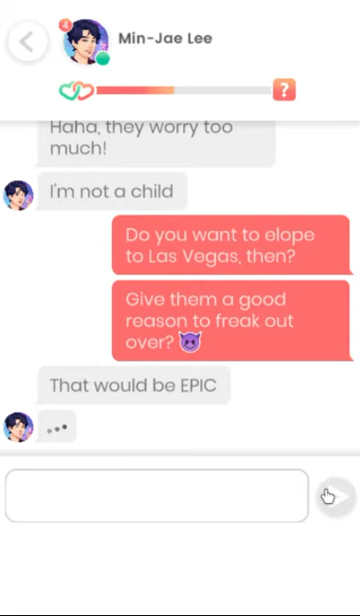 4
Min-Jae Lee
?
Haha, they worry too
much!
I'm not a child
Do you want to elope
to Las Vegas, then?
Give them a good
reason to freak out
over? 😈
That would be EPIC
...